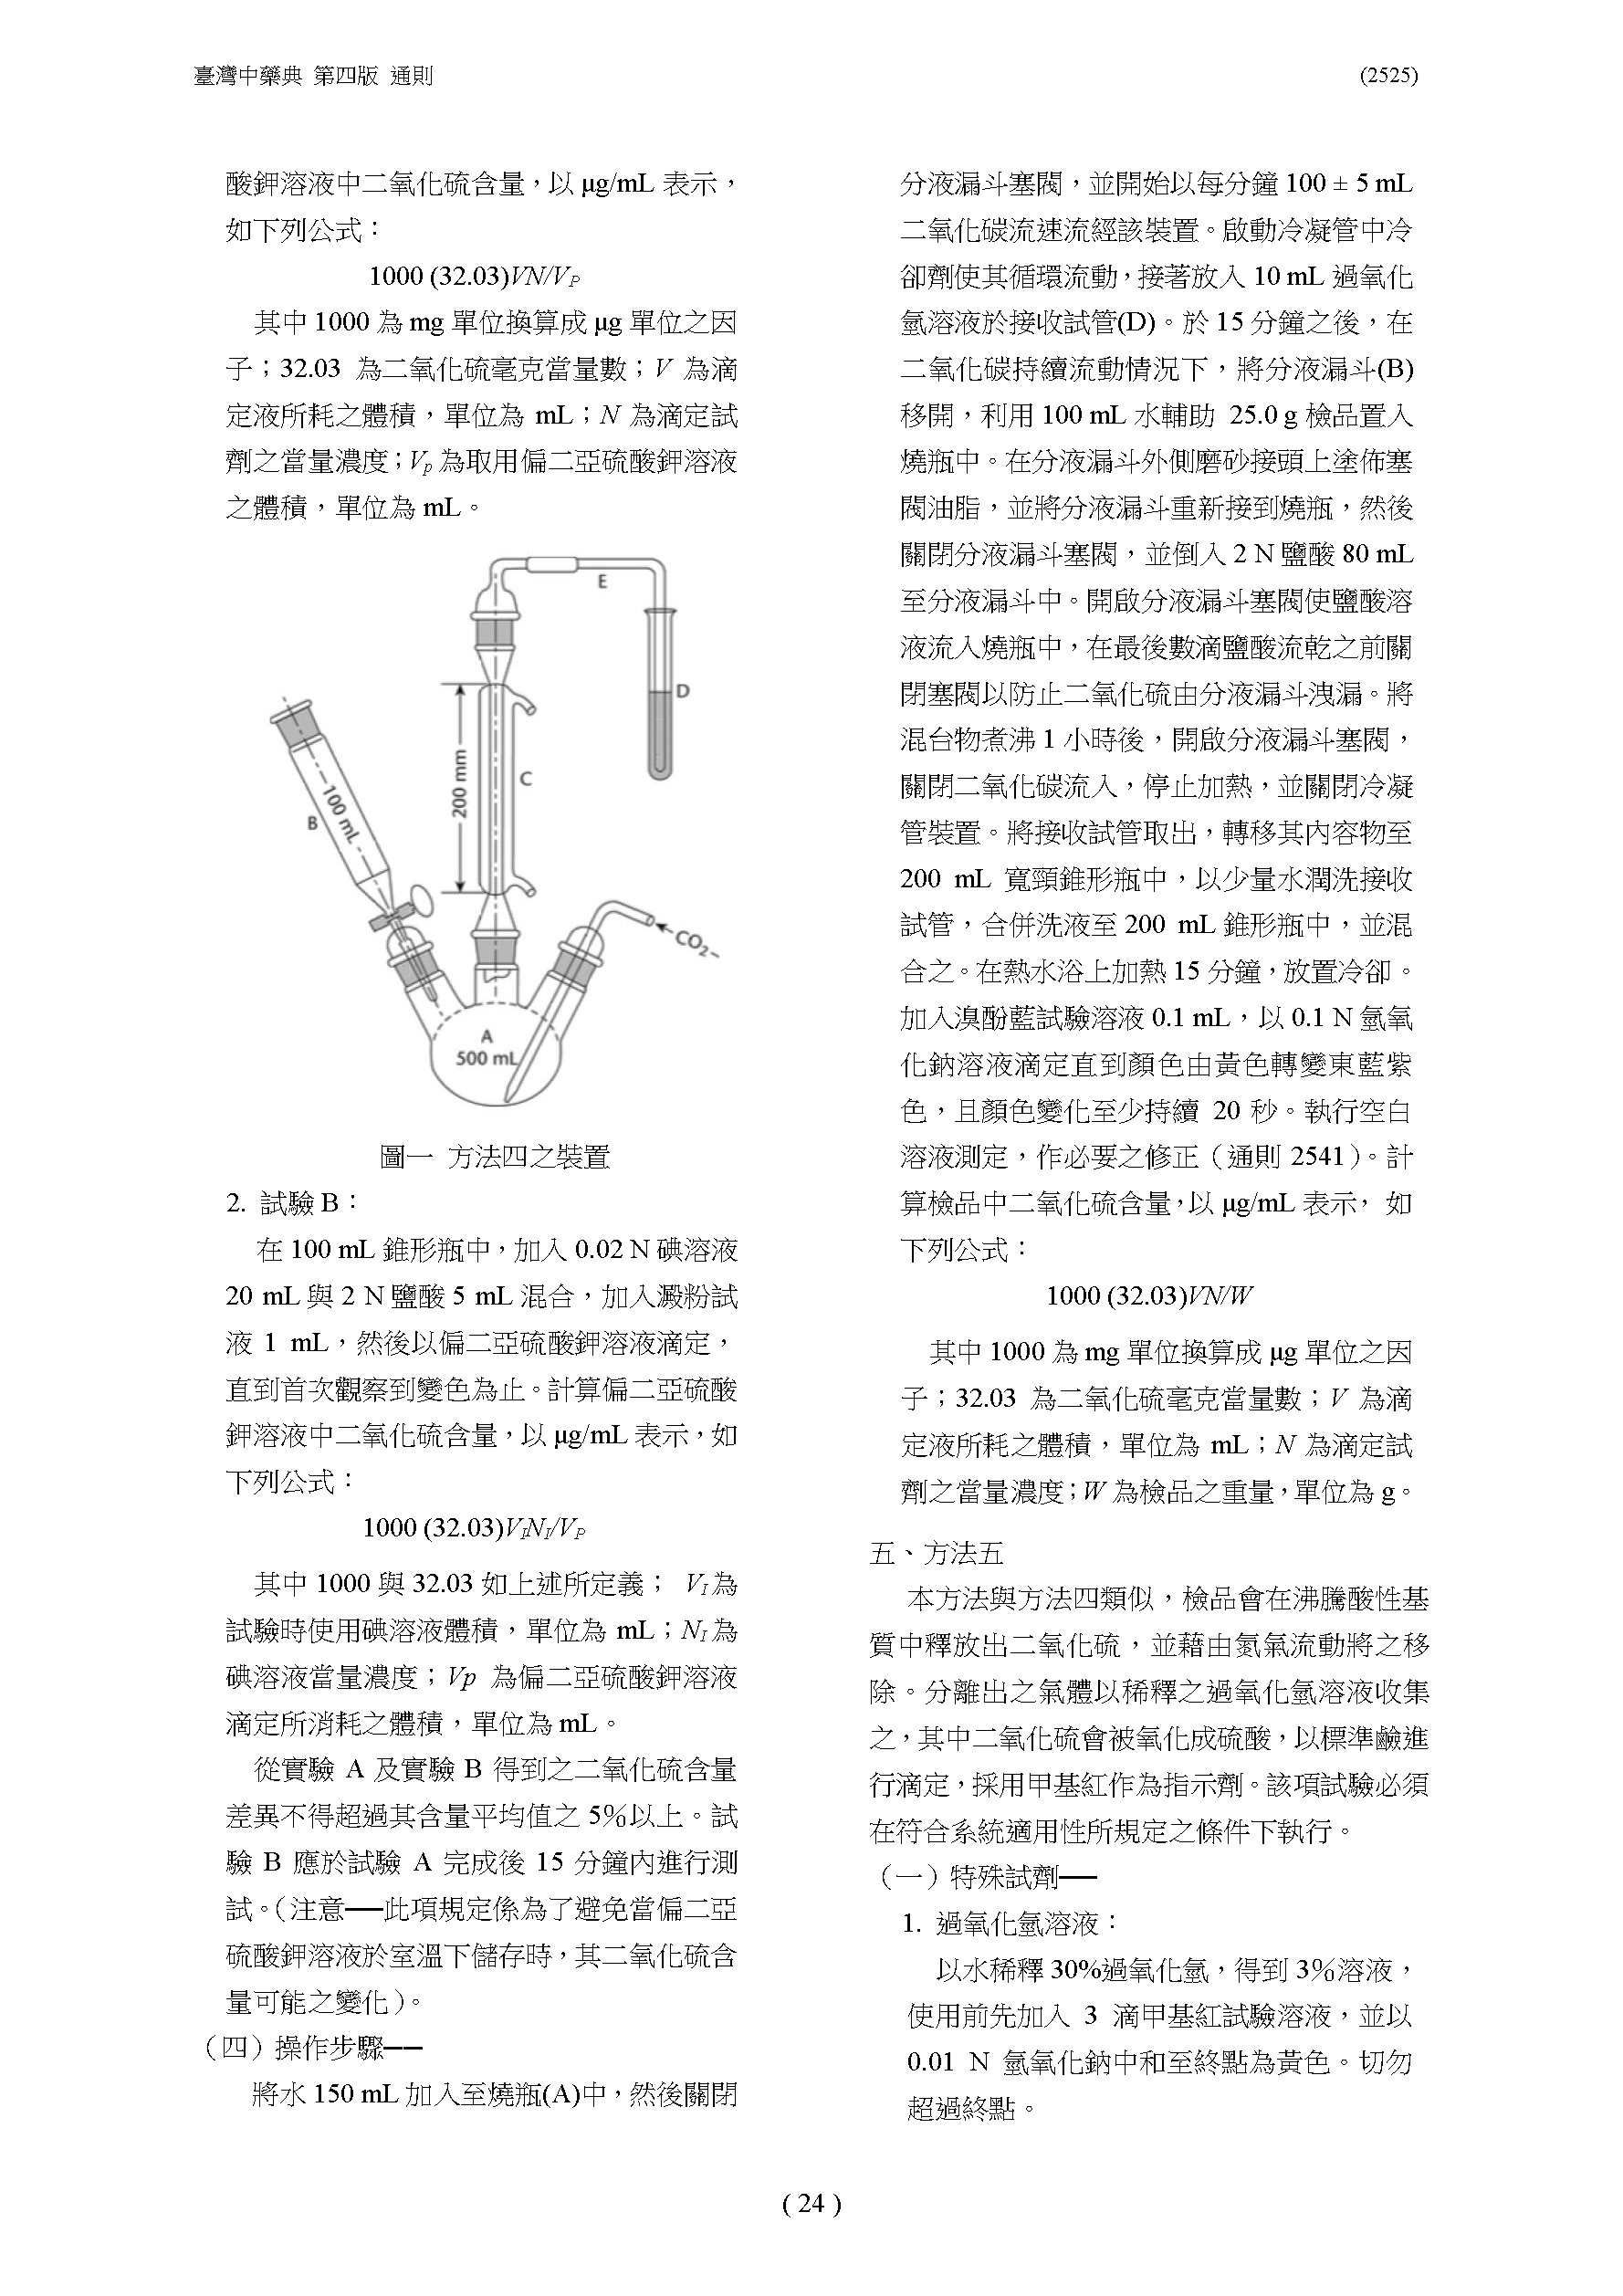 臺灣中藥典 第四版 通則
(2525)
酸鉀溶液中二氧化硫含量，以 μg/mL 表示，
如下列公式：
1000 (32.03)VN/VP
其中 1000 為 mg 單位換算成 μg 單位之因
子；32.03 為二氧化硫毫克當量數；V 為滴
定液所耗之體積，單位為 mL；N 為滴定試
劑之當量濃度；Vp 為取用偏二亞硫酸鉀溶液
之體積，單位為 mL。
E
D
200 mm
C
100 mL
B
CO2
A
500 mL
圖一 方法四之裝置
2. 試驗 B：
在 100 mL 錐形瓶中，加入 0.02 N 碘溶液
20 mL 與 2 N 鹽酸 5 mL 混合，加入澱粉試
液 1 mL，然後以偏二亞硫酸鉀溶液滴定，
直到首次觀察到變色為止。計算偏二亞硫酸
鉀溶液中二氧化硫含量，以 μg/mL 表示，如
下列公式：
1000 (32.03)VINI/VP
其中 1000 與 32.03 如上述所定義； VI 為
試驗時使用碘溶液體積，單位為 mL；NI 為
碘溶液當量濃度；Vp 為偏二亞硫酸鉀溶液
滴定所消耗之體積，單位為 mL。
從實驗 A 及實驗 B 得到之二氧化硫含量
差異不得超過其含量平均值之 5%以上。試
驗 B 應於試驗 A 完成後 15 分鐘內進行測
試。（注意──此項規定係為了避免當偏二亞
硫酸鉀溶液於室溫下儲存時，其二氧化硫含
量可能之變化）。
（四）操作步驟──
將水 150 mL 加入至燒瓶(A)中，然後關閉
分液漏斗塞閥，並開始以每分鐘 100 ± 5 mL
二氧化碳流速流經該裝置。啟動冷凝管中冷
卻劑使其循環流動，接著放入 10 mL 過氧化
氫溶液於接收試管(D)。於 15 分鐘之後，在
二氧化碳持續流動情況下，將分液漏斗(B)
移開，利用 100 mL 水輔助 25.0 g 檢品置入
燒瓶中。在分液漏斗外側磨砂接頭上塗佈塞
閥油脂，並將分液漏斗重新接到燒瓶，然後
關閉分液漏斗塞閥，並倒入 2 N 鹽酸 80 mL
至分液漏斗中。開啟分液漏斗塞閥使鹽酸溶
液流入燒瓶中，在最後數滴鹽酸流乾之前關
閉塞閥以防止二氧化硫由分液漏斗洩漏。將
混合物煮沸 1 小時後，開啟分液漏斗塞閥，
關閉二氧化碳流入，停止加熱，並關閉冷凝
管裝置。將接收試管取出，轉移其內容物至
200 mL 寬頸錐形瓶中，以少量水潤洗接收
試管，合併洗液至 200 mL 錐形瓶中，並混
合之。在熱水浴上加熱 15 分鐘，放置冷卻。
加入溴酚藍試驗溶液 0.1 mL，以 0.1 N 氫氧
化鈉溶液滴定直到顏色由黃色轉變東藍紫
色，且顏色變化至少持續 20 秒。執行空白
溶液測定，作必要之修正（通則 2541）。計
算檢品中二氧化硫含量，以 μg/mL 表示， 如
下列公式：
1000 (32.03)VN/W
其中 1000 為 mg 單位換算成 μg 單位之因
子；32.03 為二氧化硫毫克當量數；V 為滴
定液所耗之體積，單位為 mL；N 為滴定試
劑之當量濃度；W 為檢品之重量，單位為 g。
五、方法五
本方法與方法四類似，檢品會在沸騰酸性基
質中釋放出二氧化硫，並藉由氮氣流動將之移
除。分離出之氣體以稀釋之過氧化氫溶液收集
之，其中二氧化硫會被氧化成硫酸，以標準鹼進
行滴定，採用甲基紅作為指示劑。該項試驗必須
在符合系統適用性所規定之條件下執行。
（一）特殊試劑──
1. 過氧化氫溶液：
以水稀釋 30%過氧化氫，得到 3%溶液，
使用前先加入 3 滴甲基紅試驗溶液，並以
0.01 N 氫氧化鈉中和至終點為黃色。切勿
超過終點。
( 24 )